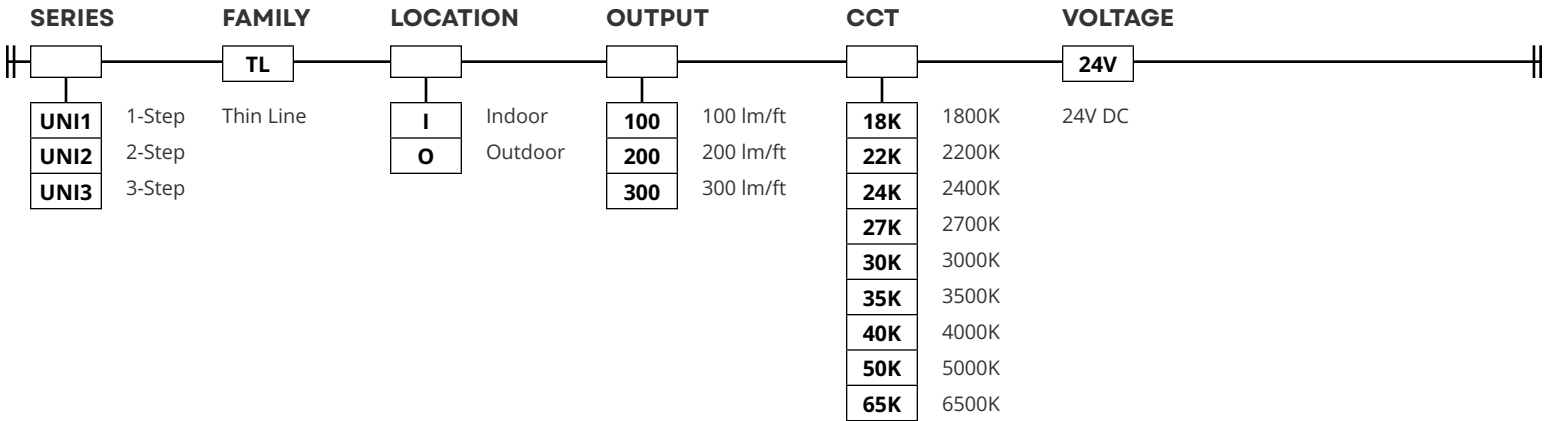 SERIES FAMILY LOCATION OUTPUT CCT VOLTAGE
TL 24V
UNI1 1-Step Thin Line I Indoor 100 100 lm/ft 18K 1800K 24V DC
UNI2 2-Step O Outdoor 200 200 lm/ft 22K 2200K
UNI3 3-Step 300 300 lm/ft 24K 2400K
27K 2700K
30K 3000K
35K 3500K
40K 4000K
50K 5000K
65K 6500K